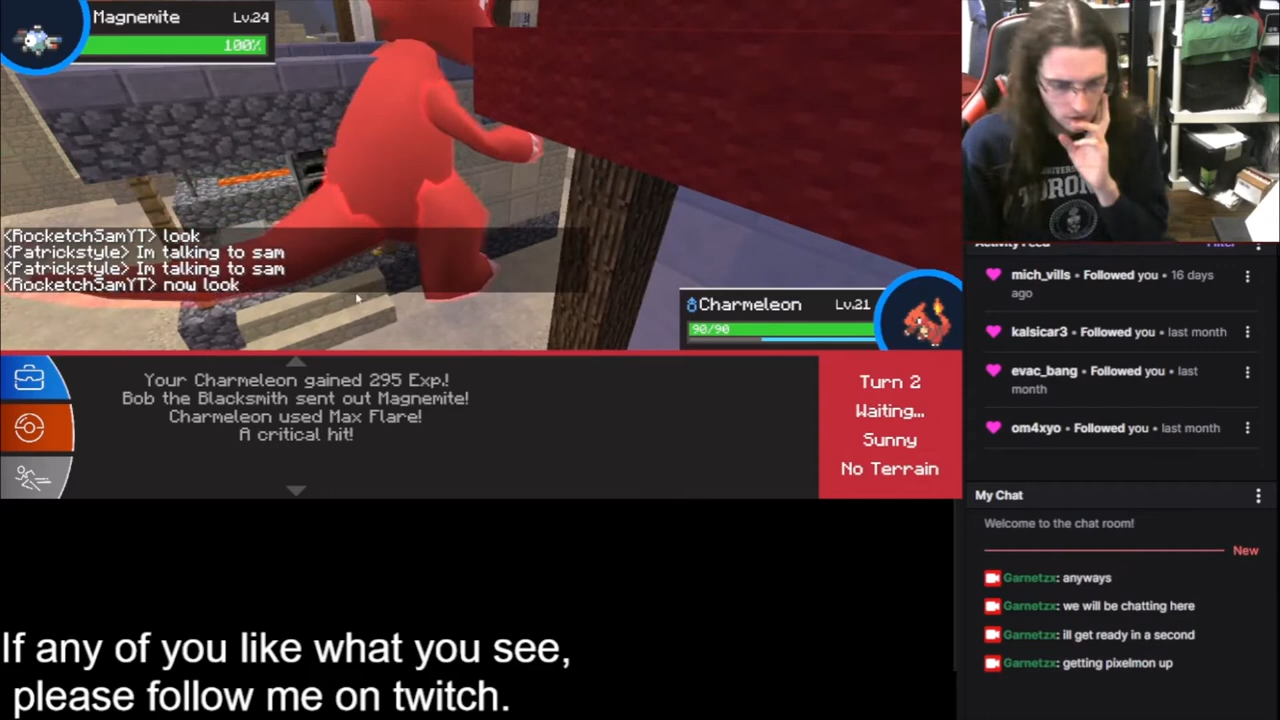 Magnemite
Lv.24
100%
<RocketchSamYT> look
<Patrickstyle> Im talking to sam
<Patrickstyle> Im talking to sam
<RocketchSamYT> now look
Charmeleon
Lv.21
90/90
Your Charmeleon gained 295 Exp.!
Bob the Blacksmith sent out Magnemite!
Charmeleon used Max Flare!
A critical hit!
Turn 2
Waiting...
Sunny
No Terrain
If any of you like what you see,
please follow me on twitch.
TORON
Activity Feed
Filter
mich_vills • Followed you • 16 days
ago
kalsicar3 • Followed you • last month
evac_bang • Followed you • last
month
om4xyo • Followed you • last month
My Chat
Welcome to the chat room!
New
Garnetzx: anyways
Garnetzx: we will be chatting here
Garnetzx: ill get ready in a second
Garnetzx: getting pixelmon up